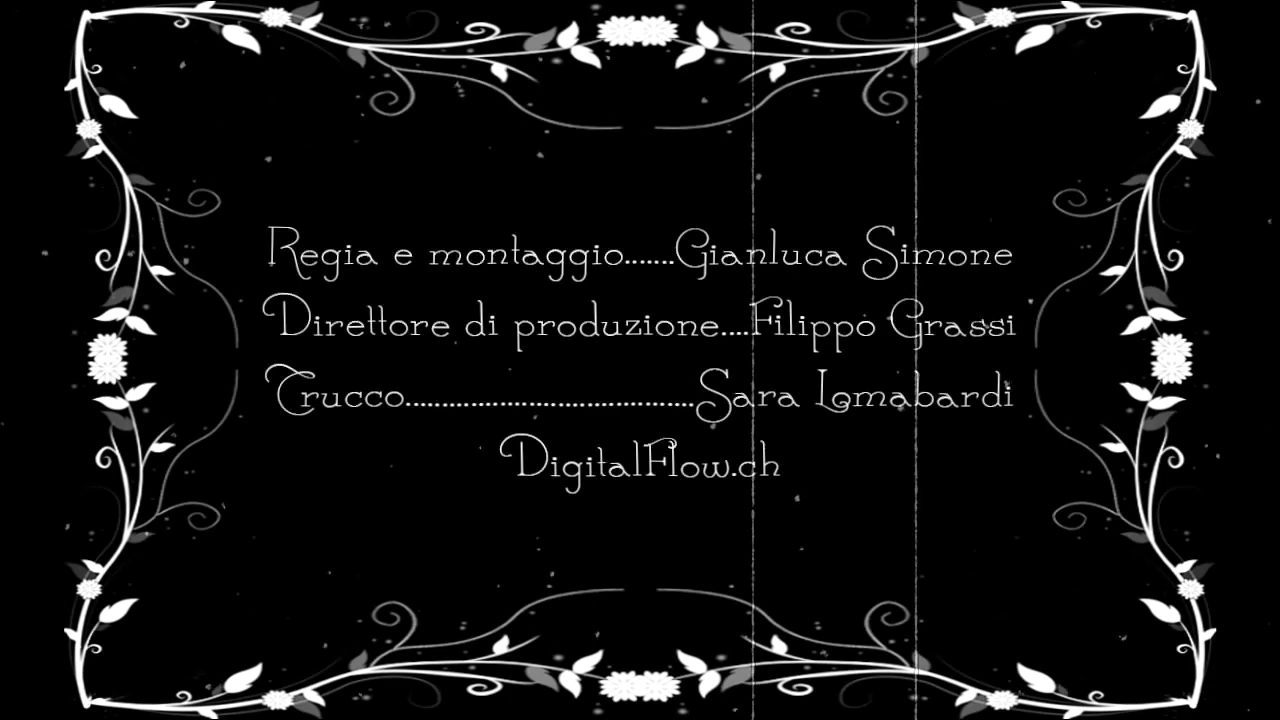 Regia e montaggio.......Gianluca Simone
Direttore di produzione....Filippo Grassi
Trucco.....................................Sara Lomabardi
DigitalFlow.ch